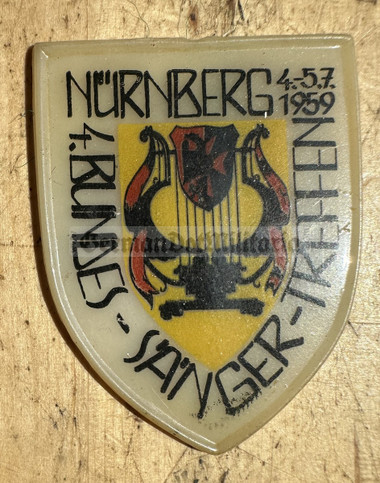 NÜRNBERG
4.-5.7.
1959
4. BUNDES-SÄNGER-TREFFEN